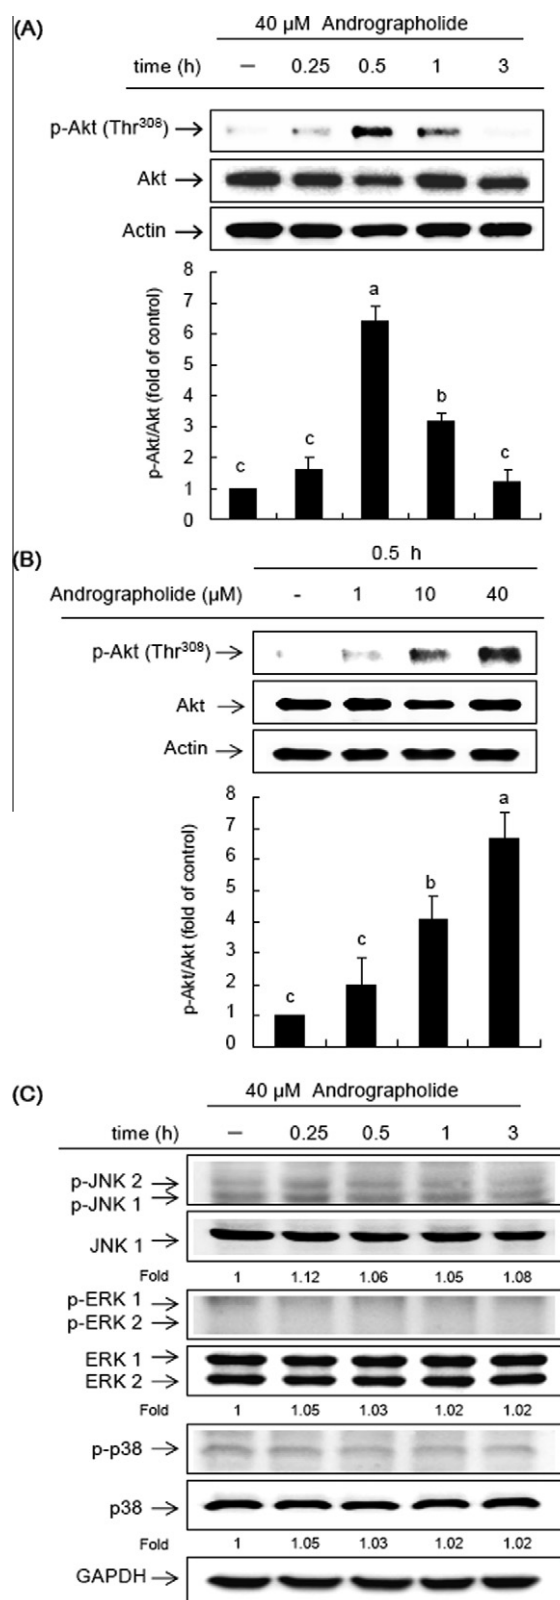 (A)
40 µM Andrographolide
time (h) – 0.25 0.5 1 3
p-Akt (Thr³⁰⁸)
Akt
Actin
p-Akt/Akt (fold of control)
8
7
6
5
4
3
2
1
0
c c a b c
(B)
0.5 h
Andrographolide (µM) - 1 10 40
p-Akt (Thr³⁰⁸)
Akt
Actin
p-Akt/Akt (fold of control)
8
7
6
5
4
3
2
1
0
c c b a
(C)
40 µM Andrographolide
time (h) – 0.25 0.5 1 3
p-JNK 2
p-JNK 1
JNK 1
Fold 1 1.12 1.06 1.05 1.08
p-ERK 1
p-ERK 2
ERK 1
ERK 2
Fold 1 1.05 1.03 1.02 1.02
p-p38
p38
Fold 1 1.05 1.03 1.02 1.02
GAPDH